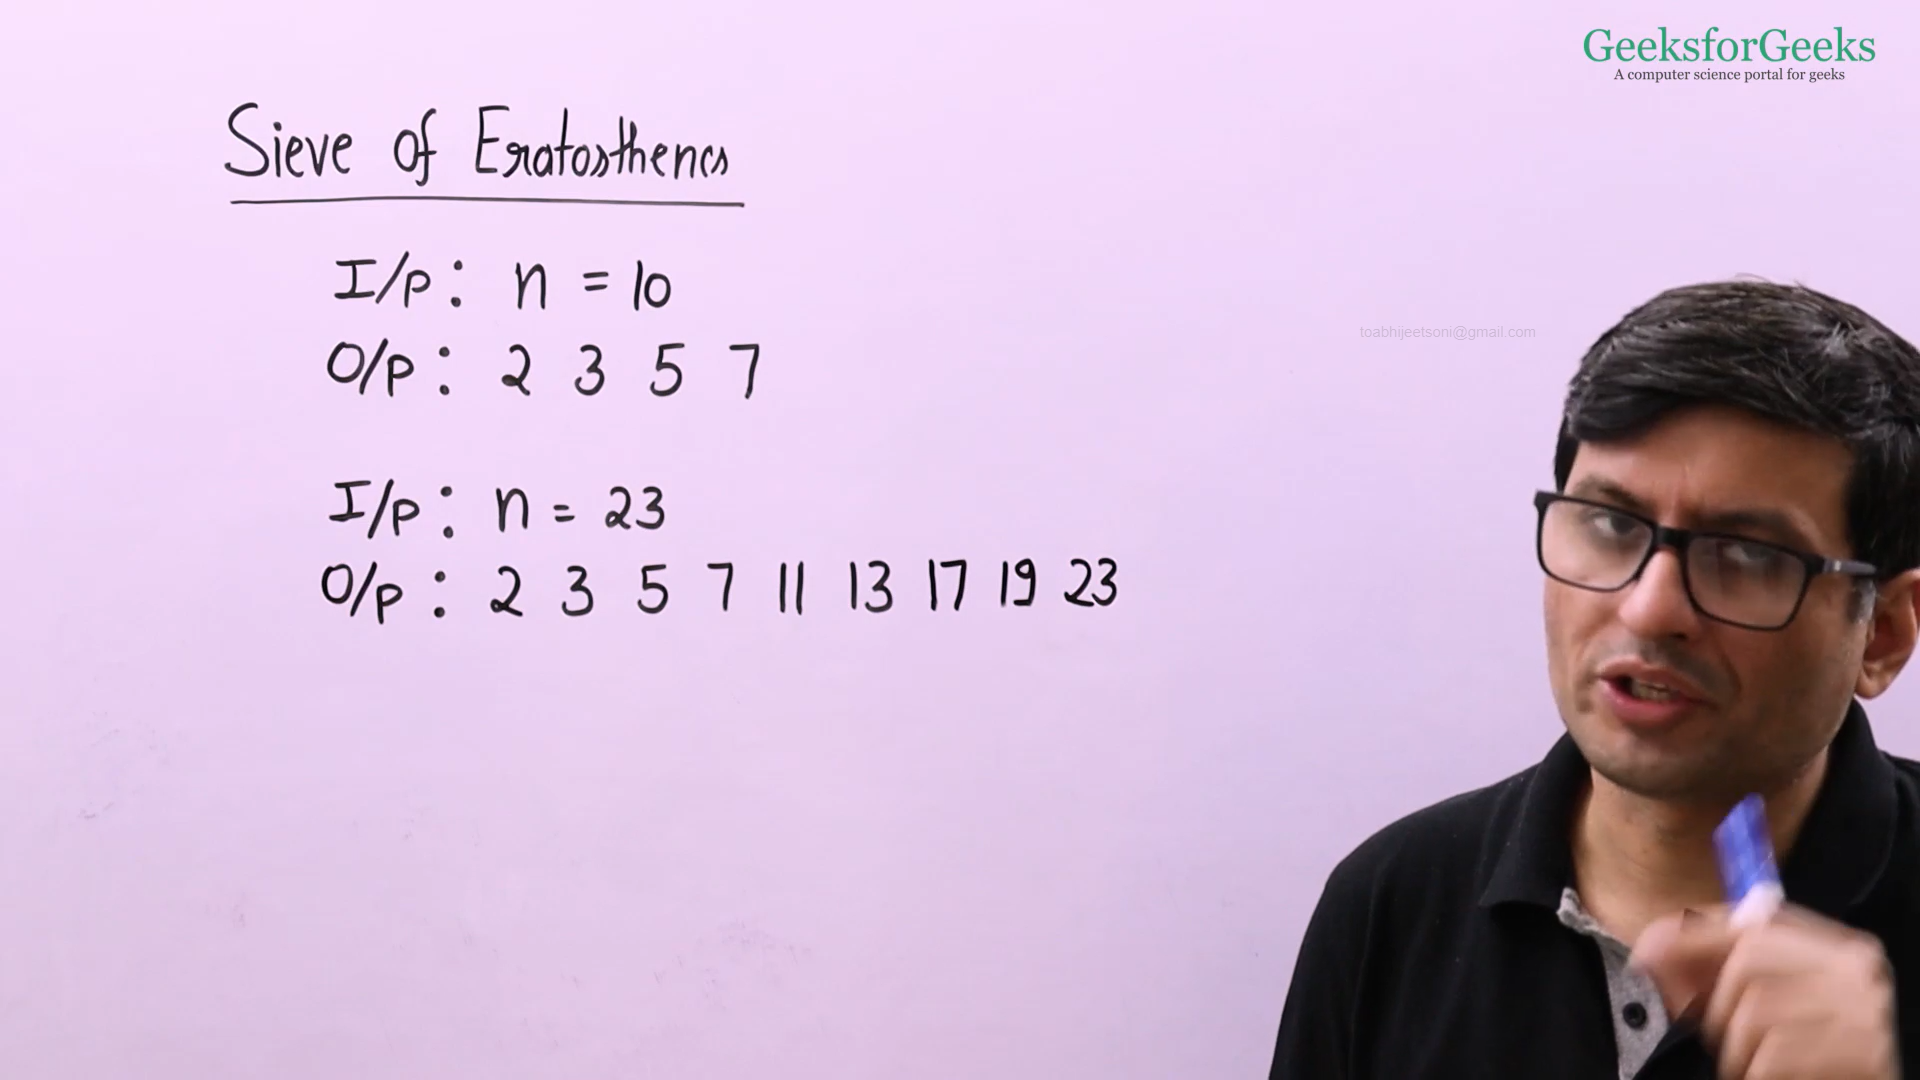 GeeksforGeeks
A computer science portal for geeks
Sieve of Eratosthenes
I/p : n = 10
O/p : 2 3 5 7
toabhijeetsoni@gmail.com
I/p : n = 23
O/p : 2 3 5 7 11 13 17 19 23